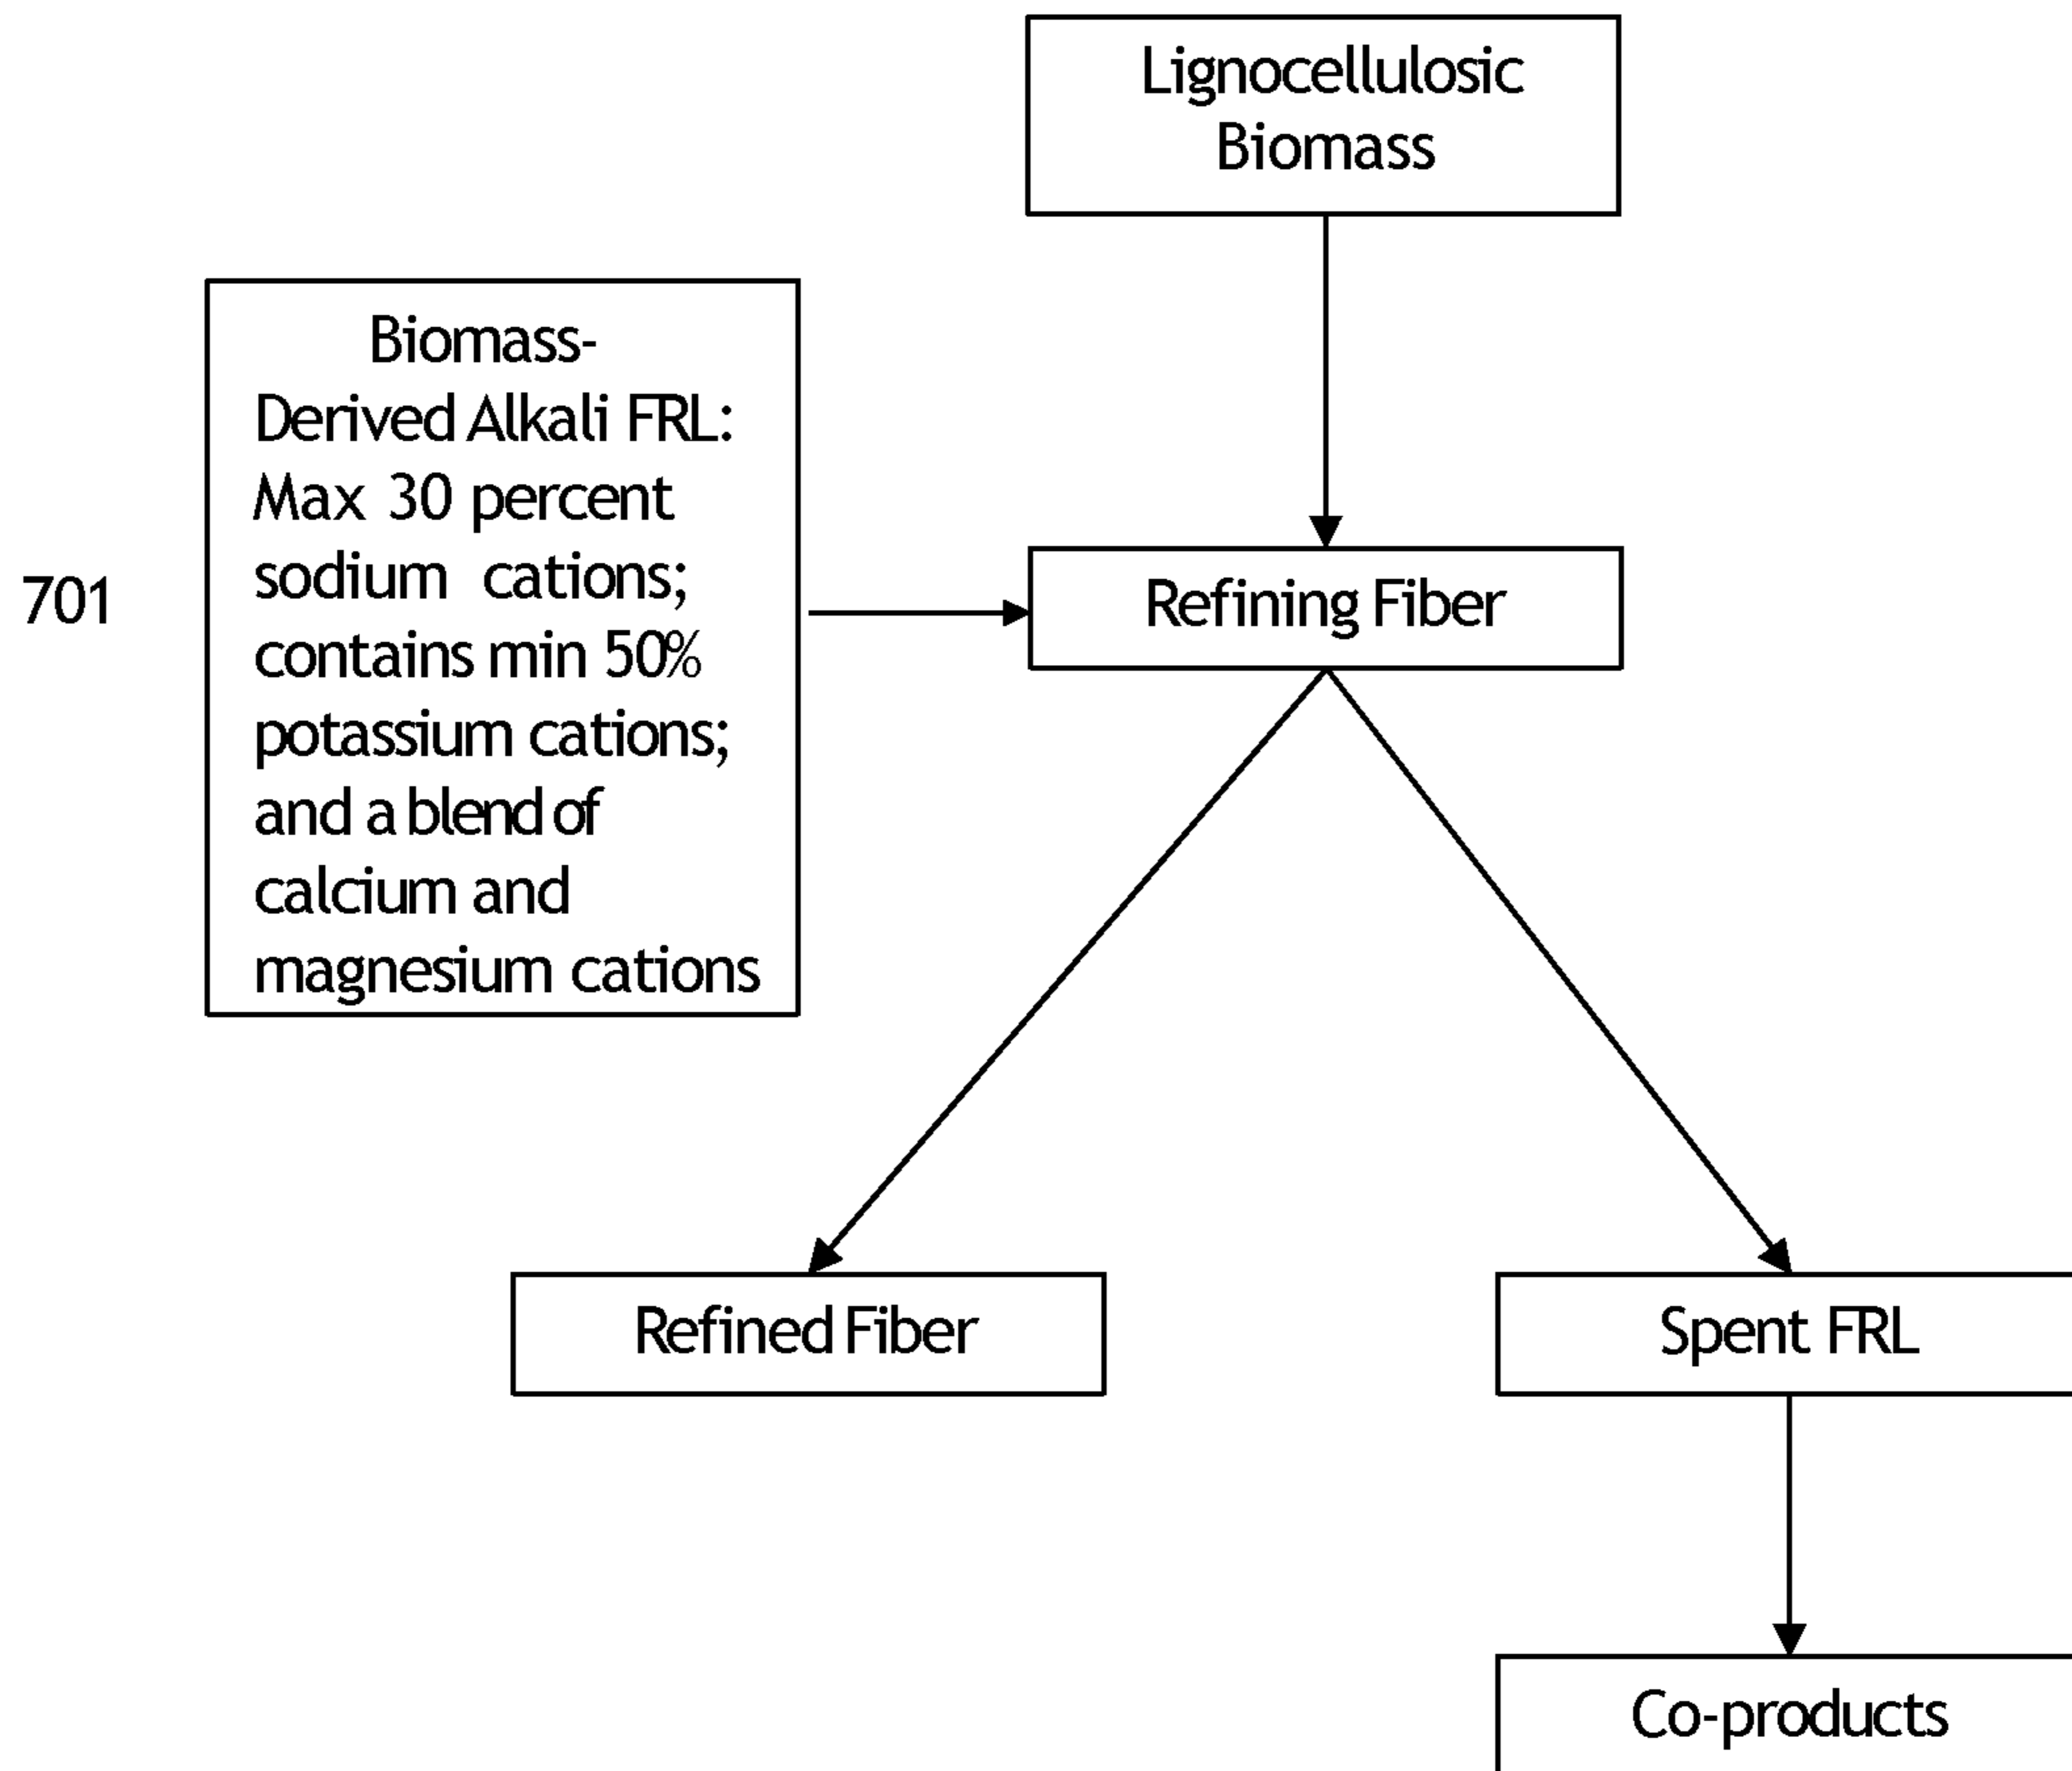 Lignocellulosic
Biomass
Biomass-
Derived Alkali FRL:
Max 30 percent
sodium cations;
contains min 50%
potassium cations;
and a blend of
calcium and
magnesium cations
701
Refining Fiber
Refined Fiber
Spent FRL
Co-products